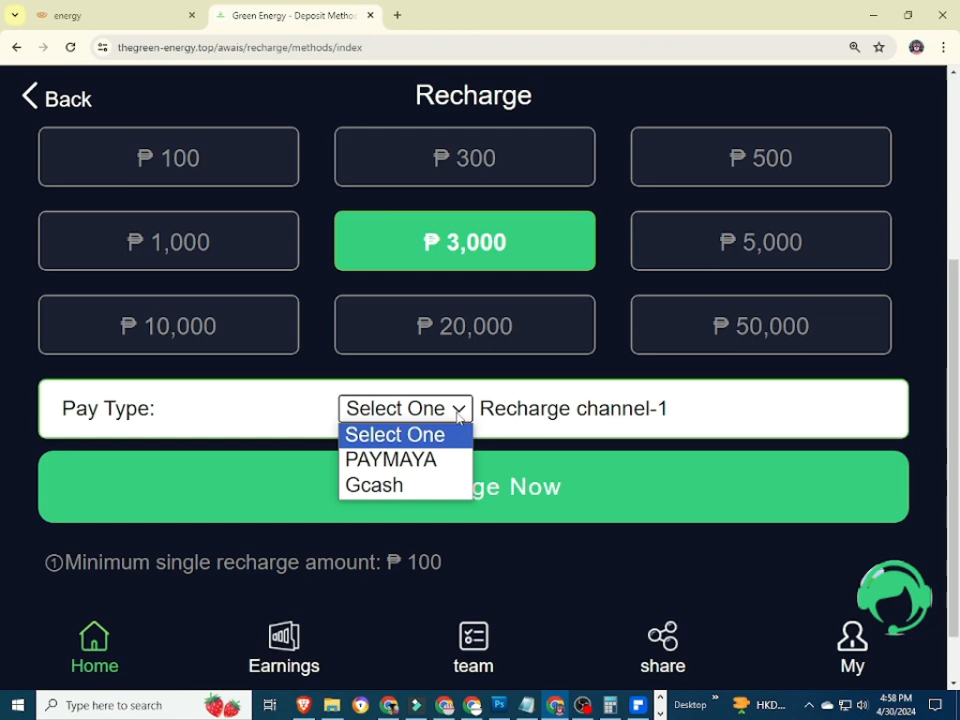 energy
Green Energy - Deposit Metho
thegreen-energy.top/awais/recharge/methods/index
Back
Recharge
₱ 100
₱ 300
₱ 500
₱ 1,000
₱ 3,000
₱ 5,000
₱ 10,000
₱ 20,000
₱ 50,000
Pay Type:
Select One
Recharge channel-1
Select One
PAYMAYA
Gcash
ge Now
①Minimum single recharge amount: ₱ 100
Home
Earnings
team
share
My
Type here to search
Desktop
HKD...
4:58 PM
4/30/2024